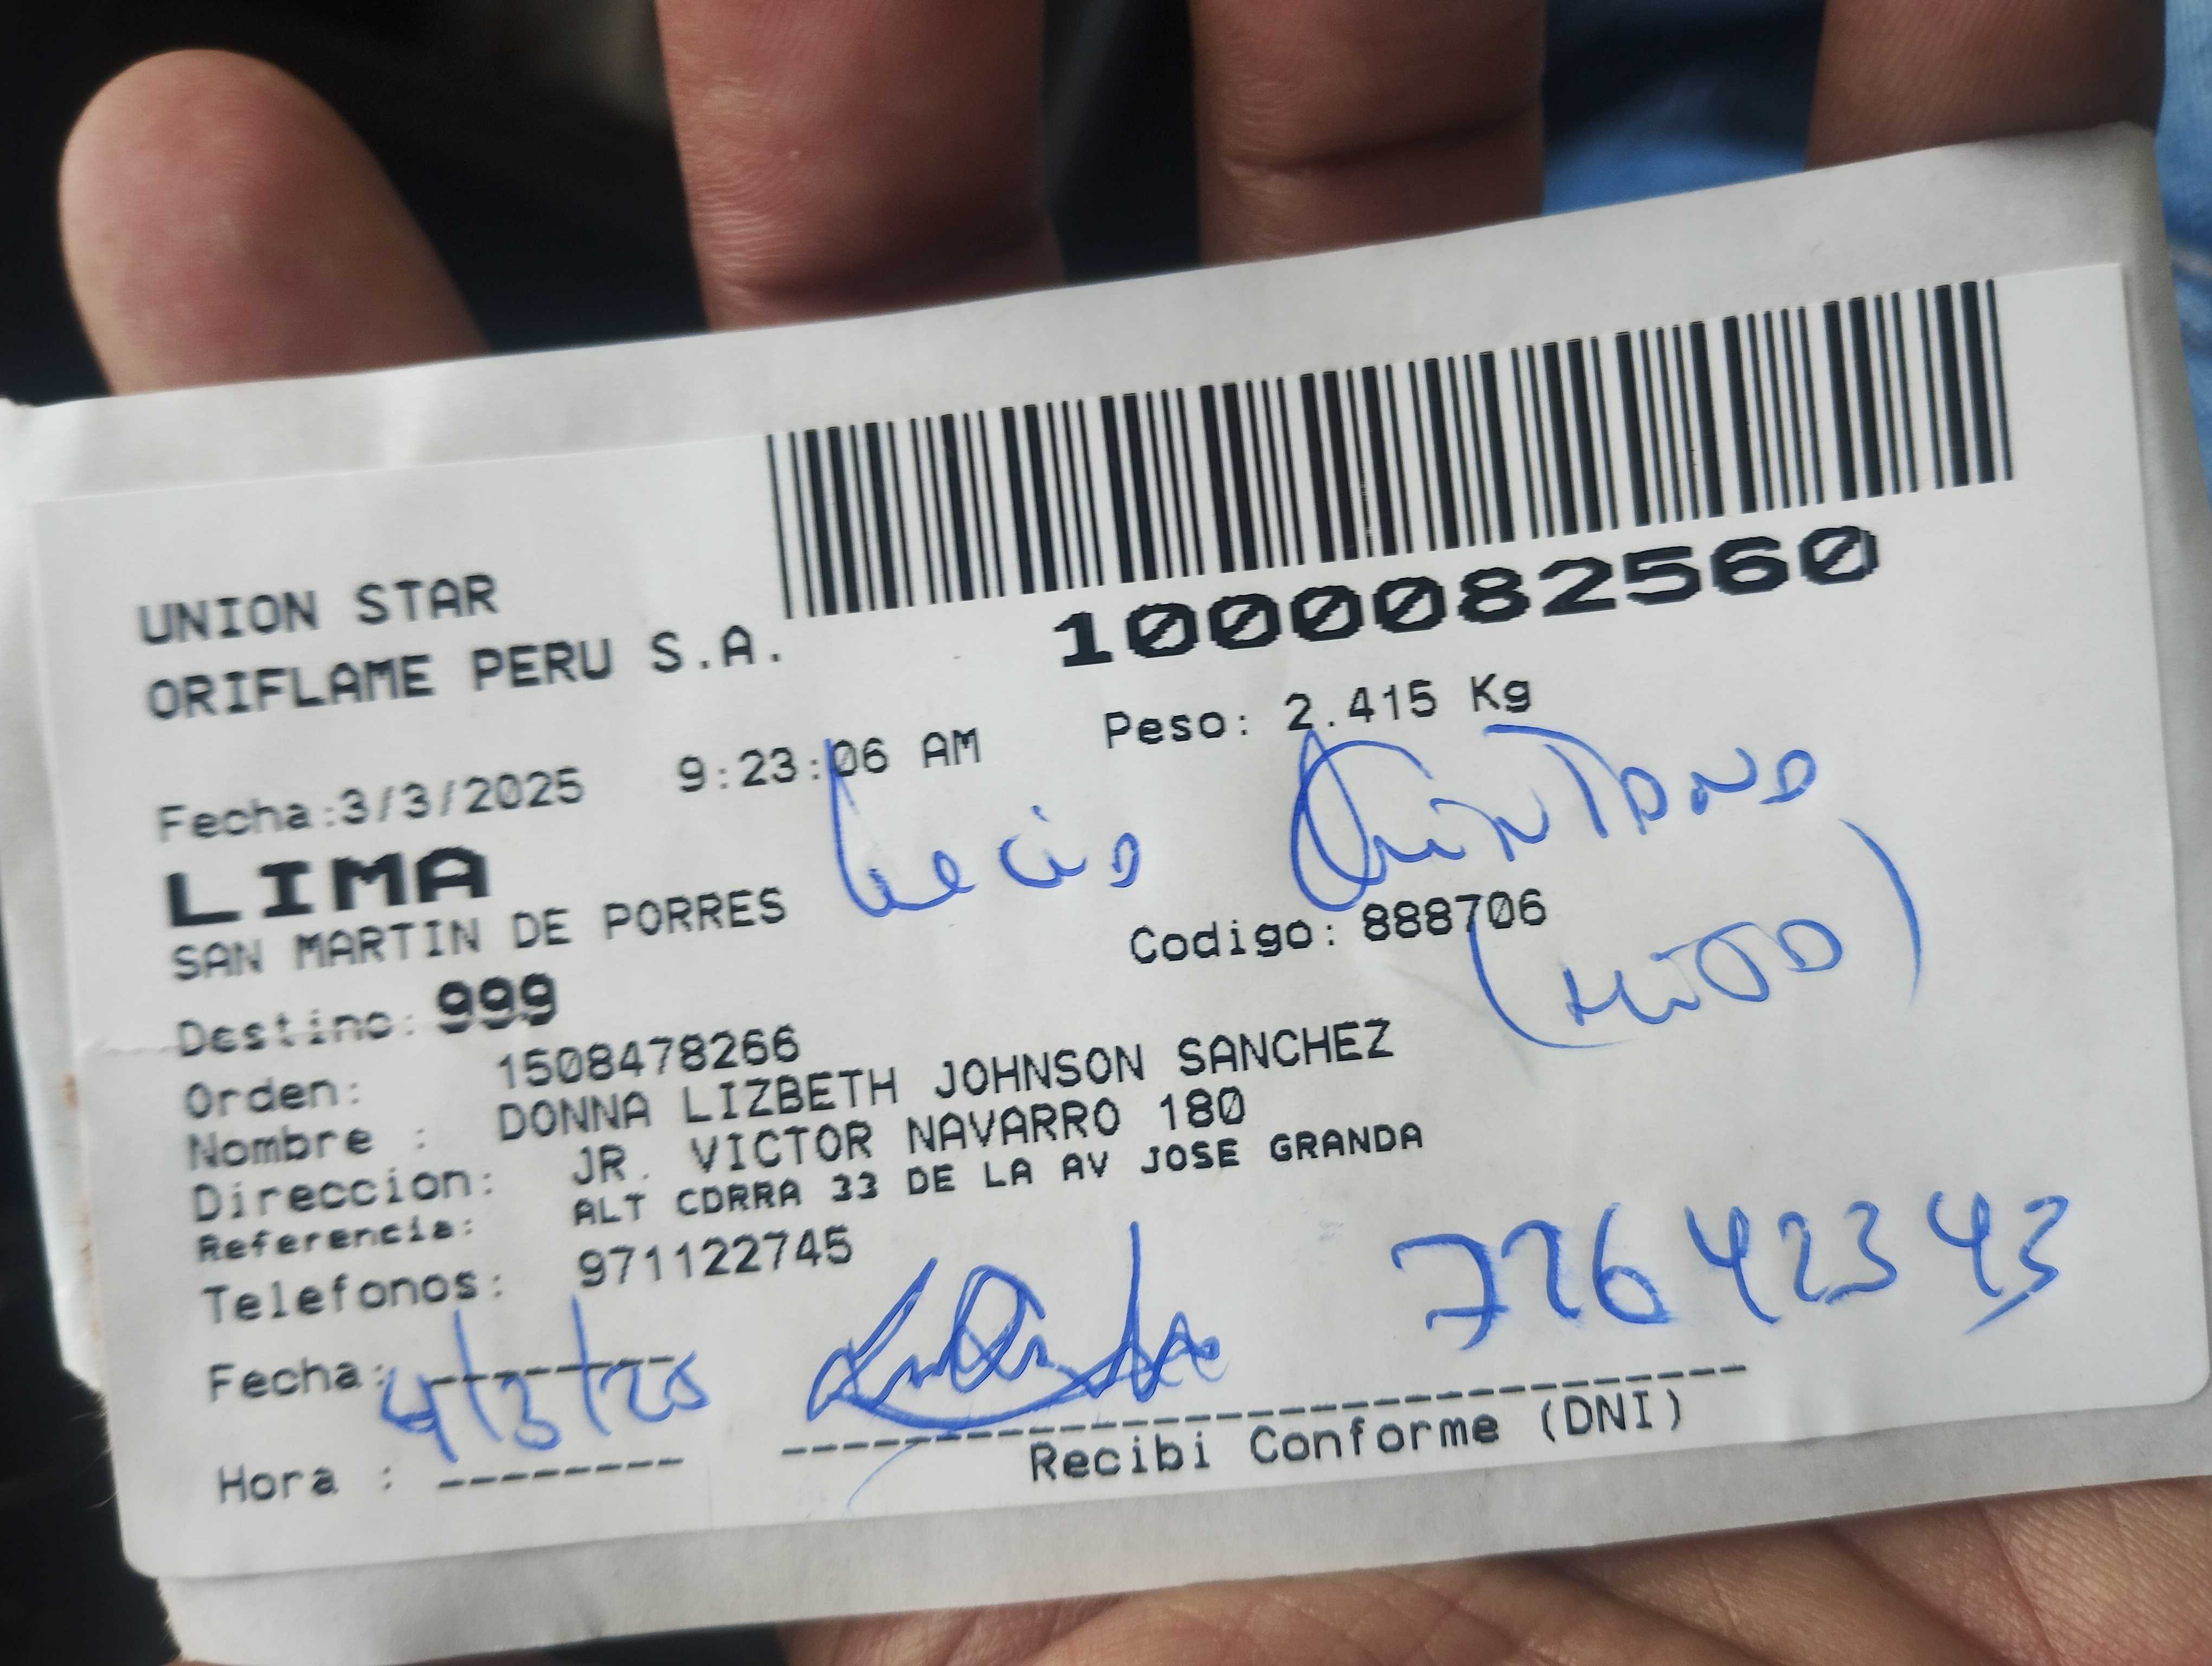 UNION STAR
ORIFLAME PERU S.A.
1000082560
Fecha:3/3/2025 9:23:06 AM Peso: 2.415 Kg
LIMA
Quintana
SAN MARTIN DE PORRES
Codigo: 888706
Destino: 999
Orden: 1508478266
Nombre : DONNA LIZBETH JOHNSON SANCHEZ
Direccion: JR. VICTOR NAVARRO 180
Referencia: ALT CDRRA 33 DE LA AV JOSE GRANDA
Telefonos: 971122745
77642343
Fecha: 4/3/25
Hora :
Recibi Conforme (DNI)